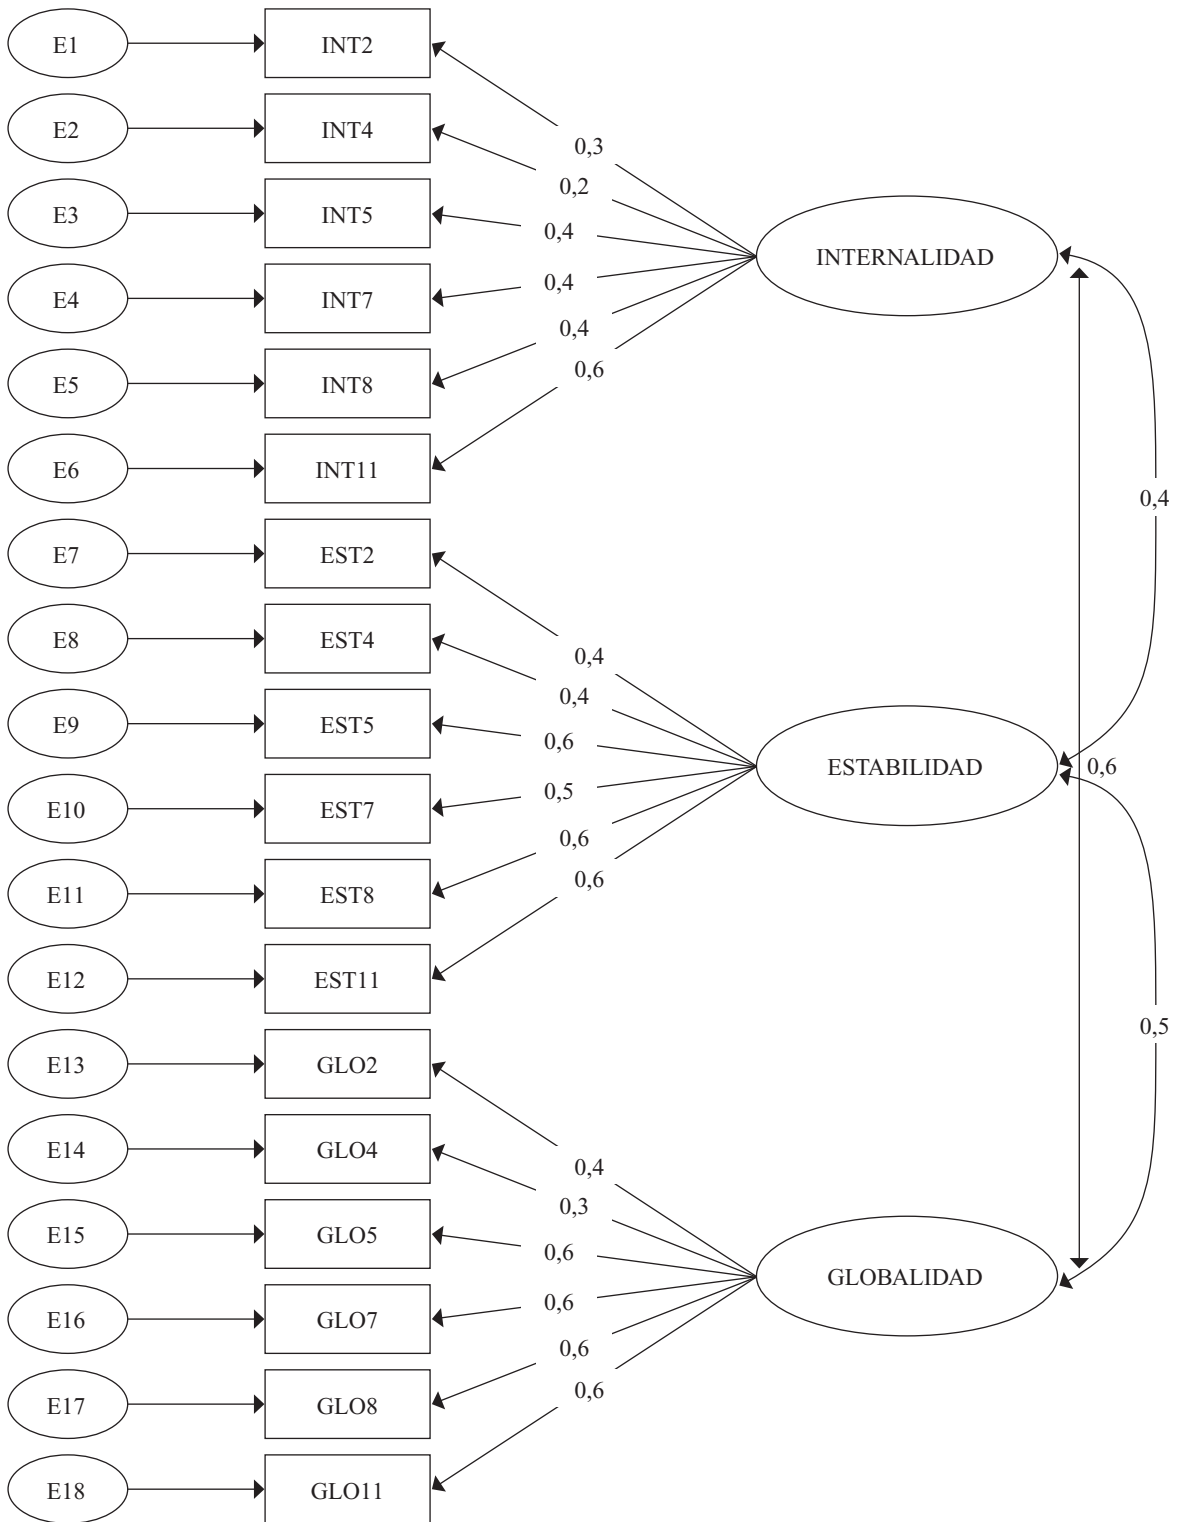 E1 INT2
E2 INT4
0,3
0,2
E3 INT5
0,4
INTERNALIDAD
E4 INT7
0,4
0,4
E5 INT8
0,6
E6 INT11
0,4
E7 EST2
E8 EST4
0,4
0,4
E9 EST5
0,6
ESTABILIDAD
0,6
E10 EST7
0,5
0,6
E11 EST8
0,6
E12 EST11
0,5
E13 GLO2
E14 GLO4
0,4
0,3
E15 GLO5
0,6
GLOBALIDAD
E16 GLO7
0,6
0,6
E17 GLO8
0,6
E18 GLO11